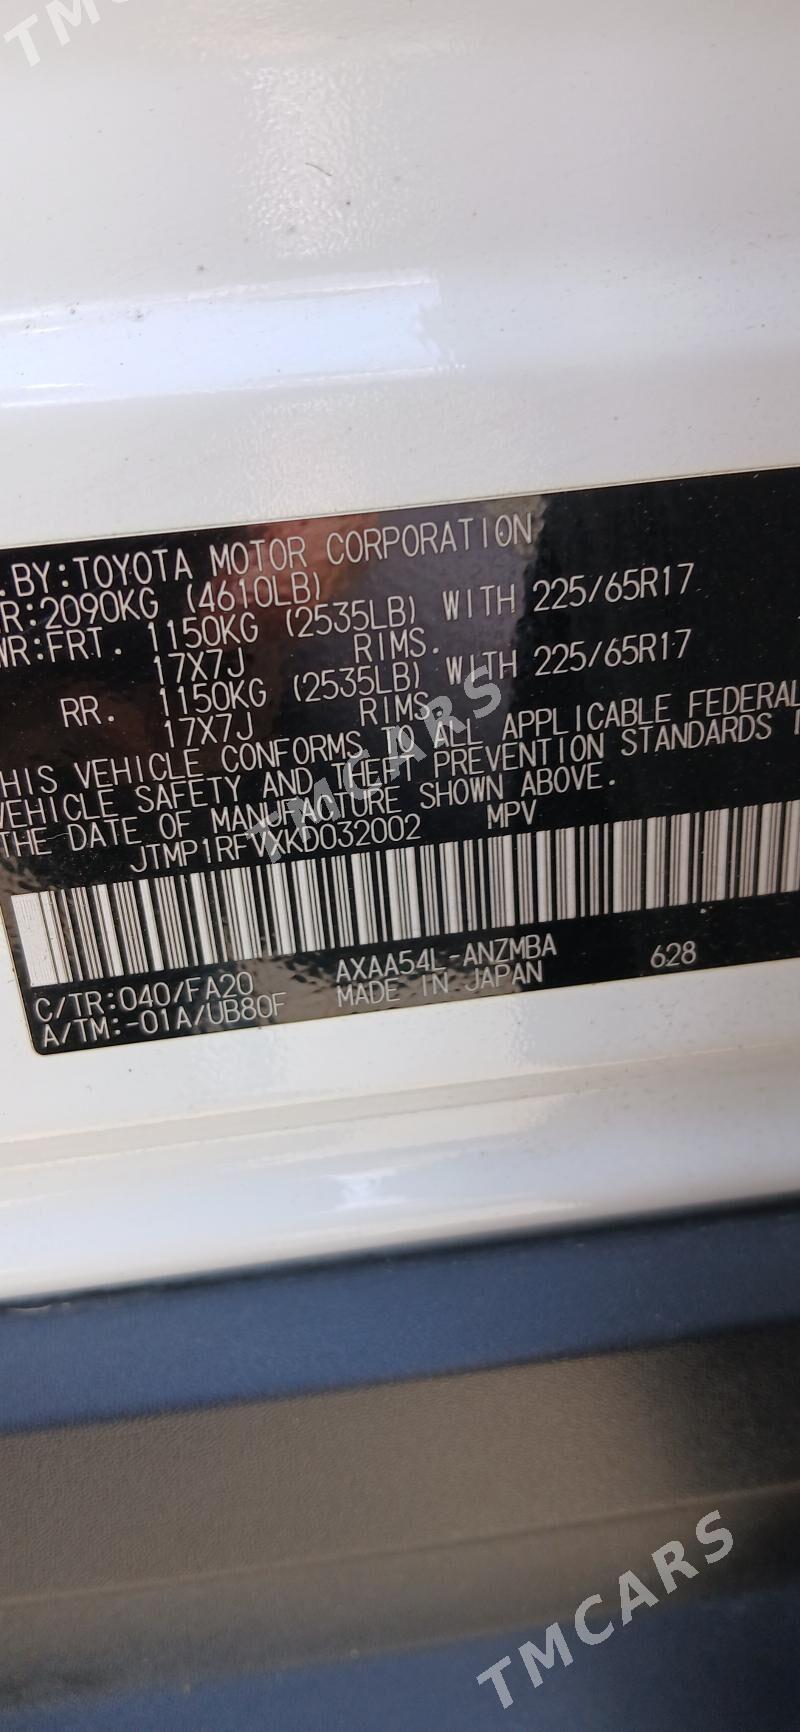 TMCARS
.BY:TOYOTA MOTOR CORPORATION
R:2090KG (4610LB)
WR:FRT. 1150KG (2535LB) WITH 225/65R17
17X7J RIMS.
RR. 1150KG (2535LB) WITH 225/65R17
17X7J RIMS.
HIS VEHICLE CONFORMS TO ALL APPLICABLE FEDERAL
VEHICLE SAFETY AND THEFT PREVENTION STANDARDS I
THE DATE OF MANUFACTURE SHOWN ABOVE.
JTMP1RFVXKD032002 MPV
TMCARS
C/TR:040/FA20 AXAA54L-ANZMBA 628
A/TM:-01A/UB80F MADE IN JAPAN
TMCARS